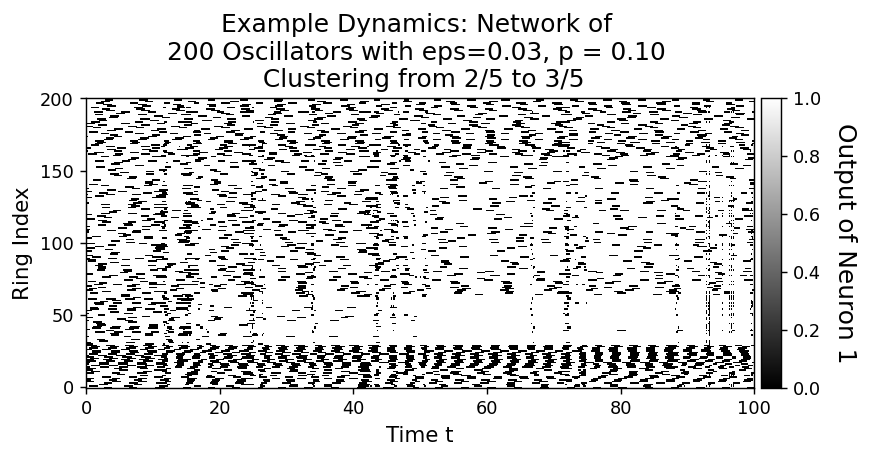 Example Dynamics: Network of
200 Oscillators with eps=0.03, p = 0.10
Clustering from 2/5 to 3/5
Ring Index
200
150
100
50
0
0 20 40 60 80 100
Time t
1.0
0.8
0.6
0.4
0.2
0.0
Output of Neuron 1